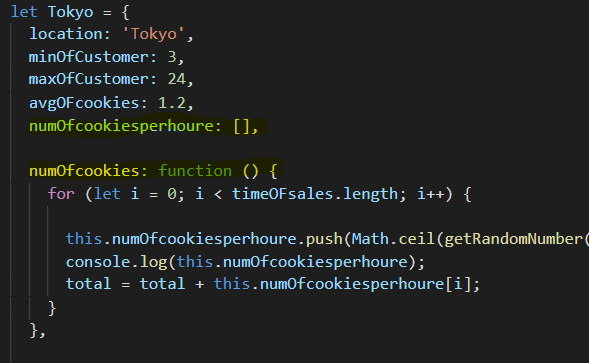 let Tokyo = {
location: 'Tokyo',
minOfCustomer: 3,
maxOfCustomer: 24,
avgOFcookies: 1.2,
numOfcookiesperhoure: [],
numOfcookies: function () {
for (let i = 0; i < timeOFsales.length; i++) {
this.numOfcookiesperhoure.push(Math.ceil(getRandomNumber(
console.log(this.numOfcookiesperhoure);
total = total + this.numOfcookiesperhoure[i];
}
},